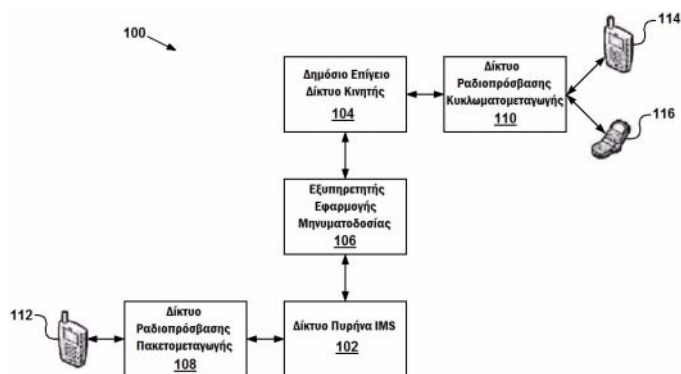 100
114
Δημόσιο Επίγειο
Δίκτυο Κινητής
104
Δίκτυο
Ραδιοπρόσβασης
Κυκλωματομεταγωγής
110
116
Εξυπηρετητής
Εφαρμογής
Μηνυματοδοσίας
106
112
Δίκτυο
Ραδιοπρόσβασης
Πακετομεταγωγής
108
Δίκτυο Πυρήνα IMS
102